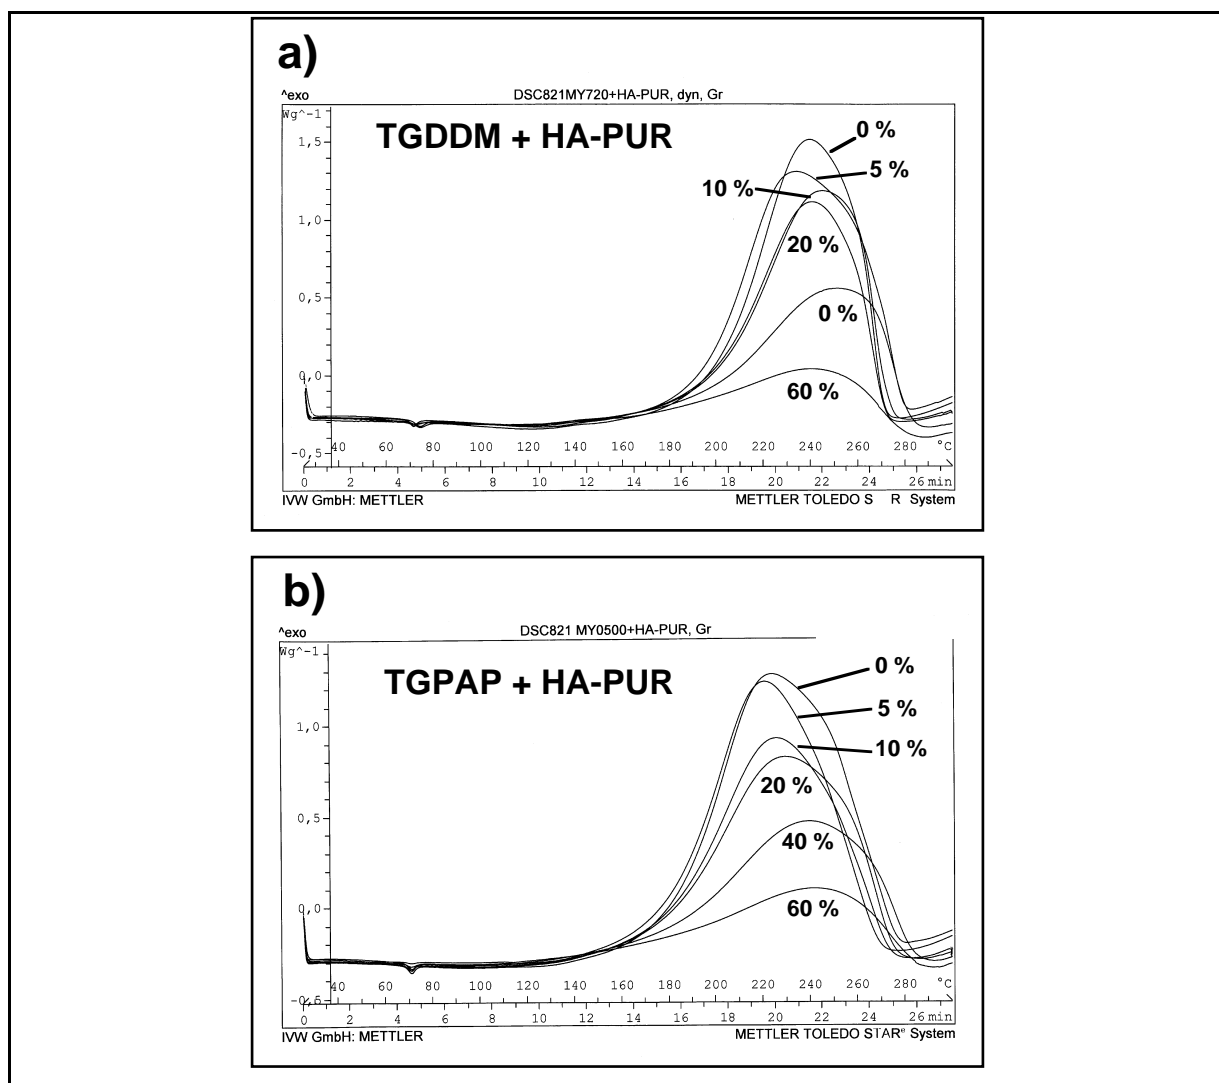 a)
^exo
DSC821MY720+HA-PUR, dyn, Gr
Wg^-1
TGDDM + HA-PUR
0 %
1,5
5 %
10 %
1,0
20 %
0,5
0 %
0,0
60 %
-0,5
40 60 80 100 120 140 160 180 200 220 240 260 280 °C
0 2 4 6 8 10 12 14 16 18 20 22 24 26 min
IVW GmbH: METTLER METTLER TOLEDO S R System
b)
^exo
DSC821 MY0500+HA-PUR, Gr
Wg^-1
TGPAP + HA-PUR
0 %
5 %
1,0
10 %
20 %
0,5
40 %
0,0
60 %
-0,5
40 60 80 100 120 140 160 180 200 220 240 260 280 °C
0 2 4 6 8 10 12 14 16 18 20 22 24 26 min
IVW GmbH: METTLER METTLER TOLEDO STARe System